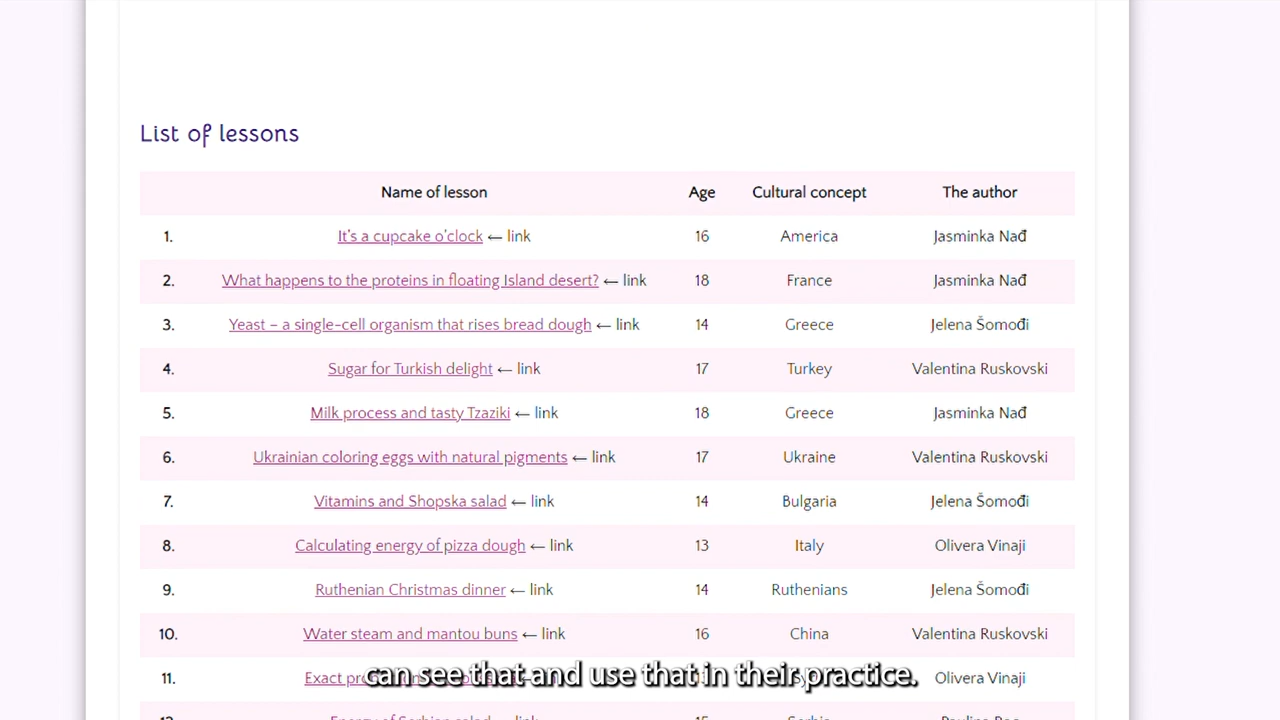 List of lessons
Name of lesson Age Cultural concept The author
1. It's a cupcake o'clock ← link 16 America Jasminka Nađ
2. What happens to the proteins in floating Island desert? ← link 18 France Jasminka Nađ
3. Yeast – a single-cell organism that rises bread dough ← link 14 Greece Jelena Šomođi
4. Sugar for Turkish delight ← link 17 Turkey Valentina Ruskovski
5. Milk process and tasty Tzaziki ← link 18 Greece Jasminka Nađ
6. Ukrainian coloring eggs with natural pigments ← link 17 Ukraine Valentina Ruskovski
7. Vitamins and Shopska salad ← link 14 Bulgaria Jelena Šomođi
8. Calculating energy of pizza dough ← link 13 Italy Olivera Vinaji
9. Ruthenian Christmas dinner ← link 14 Ruthenians Jelena Šomođi
10. Water steam and mantou buns ← link 16 China Valentina Ruskovski
11. Exact Olivera Vinaji
can see that and use that in their practice.